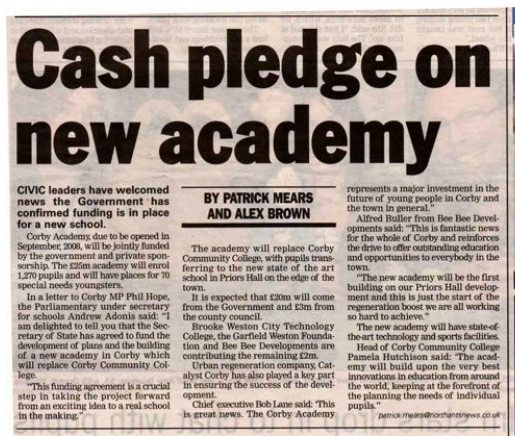 Cash pledge on
new academy
CIVIC leaders have welcomed
news the Government has
confirmed funding is in place
for a new school.
Corby Academy, due to be opened in
September, 2008, will be jointly funded
by the government and private spon-
sorship. The £25m academy will enrol
1,270 pupils and will have places for 70
special needs youngsters.
In a letter to Corby MP Phil Hope,
the Parliamentary under secretary
for schools Andrew Adonis said: "I
am delighted to tell you that the Sec-
retary of State has agreed to fund the
development of plans and the building
of a new academy in Corby which
will replace Corby Community Col-
lege.
"This funding agreement is a crucial
step in taking the project forward
from an exciting idea to a real school
in the making."
BY PATRICK MEARS
AND ALEX BROWN
The academy will replace Corby
Community College, with pupils trans-
ferring to the new state of the art
school in Priors Hall on the edge of the
town.
It is expected that £20m will come
from the Government and £3m from
the county council.
Brooke Weston City Technology
College, the Garfield Weston Founda-
tion and Bee Bee Developments are
contributing the remaining £2m.
Urban regeneration company, Cat-
alyst Corby has also played a key part
in ensuring the success of the devel-
opment.
Chief executive Bob Lane said: "This
is great news. The Corby Academy
represents a major investment in the
future of young people in Corby and
the town in general."
Alfred Buller from Bee Bee Devel-
opments said: "This is fantastic news
for the whole of Corby and reinforces
the drive to offer outstanding education
and opportunities to everybody in the
town.
"The new academy will be the first
building on our Priors Hall develop-
ment and this is just the start of the
regeneration boost we are all working
so hard to achieve."
The new academy will have state-of-
the-art technology and sports facilities.
Head of Corby Community College
Pamela Hutchison said: "The acad-
emy will build upon the very best
innovations in education from around
the world, keeping at the forefront of
the planning the needs of individual
pupils."
patrick.mears@northantsnews.co.uk